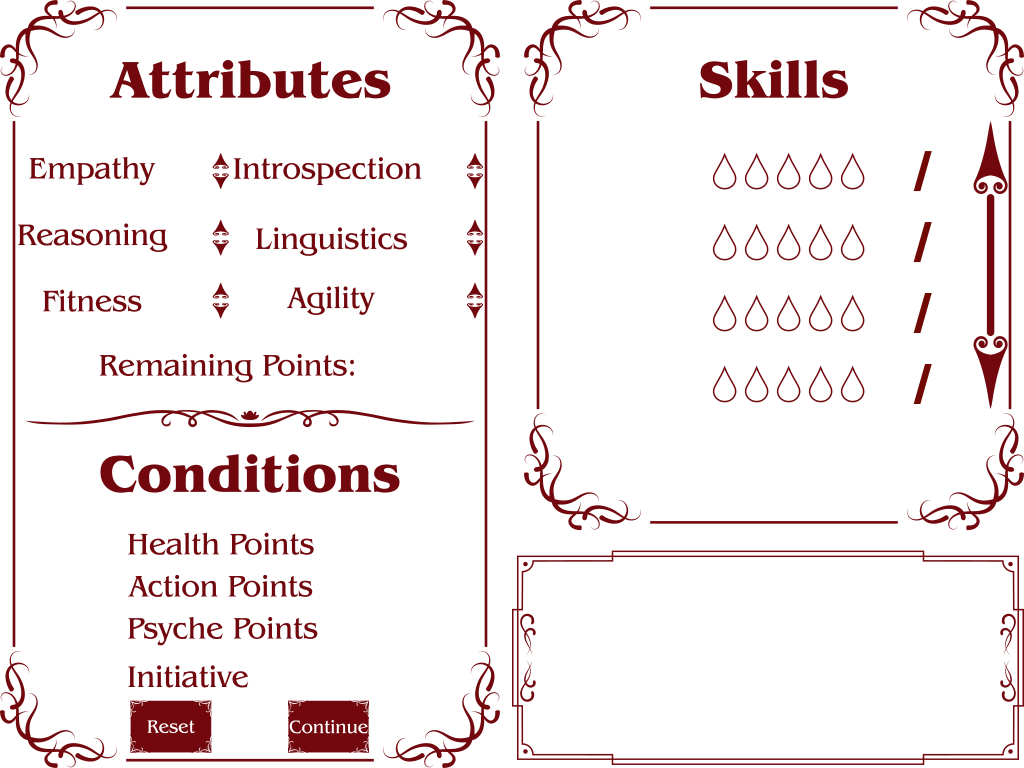 Attributes
Empathy
Introspection
Reasoning
Linguistics
Fitness
Agility
Remaining Points:
Conditions
Health Points
Action Points
Psyche Points
Initiative
Reset
Continue
Skills
/
/
/
/